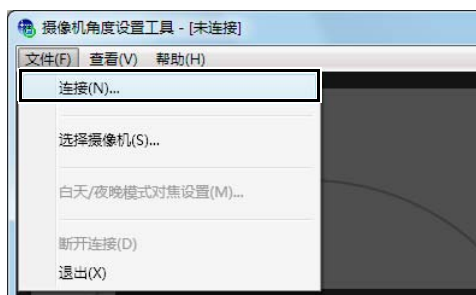 摄像机角度设置工具 - [未连接]
文件(F) 查看(V) 帮助(H)
连接(N)...
选择摄像机(S)...
白天/夜晚模式对焦设置(M)...
断开连接(D)
退出(X)